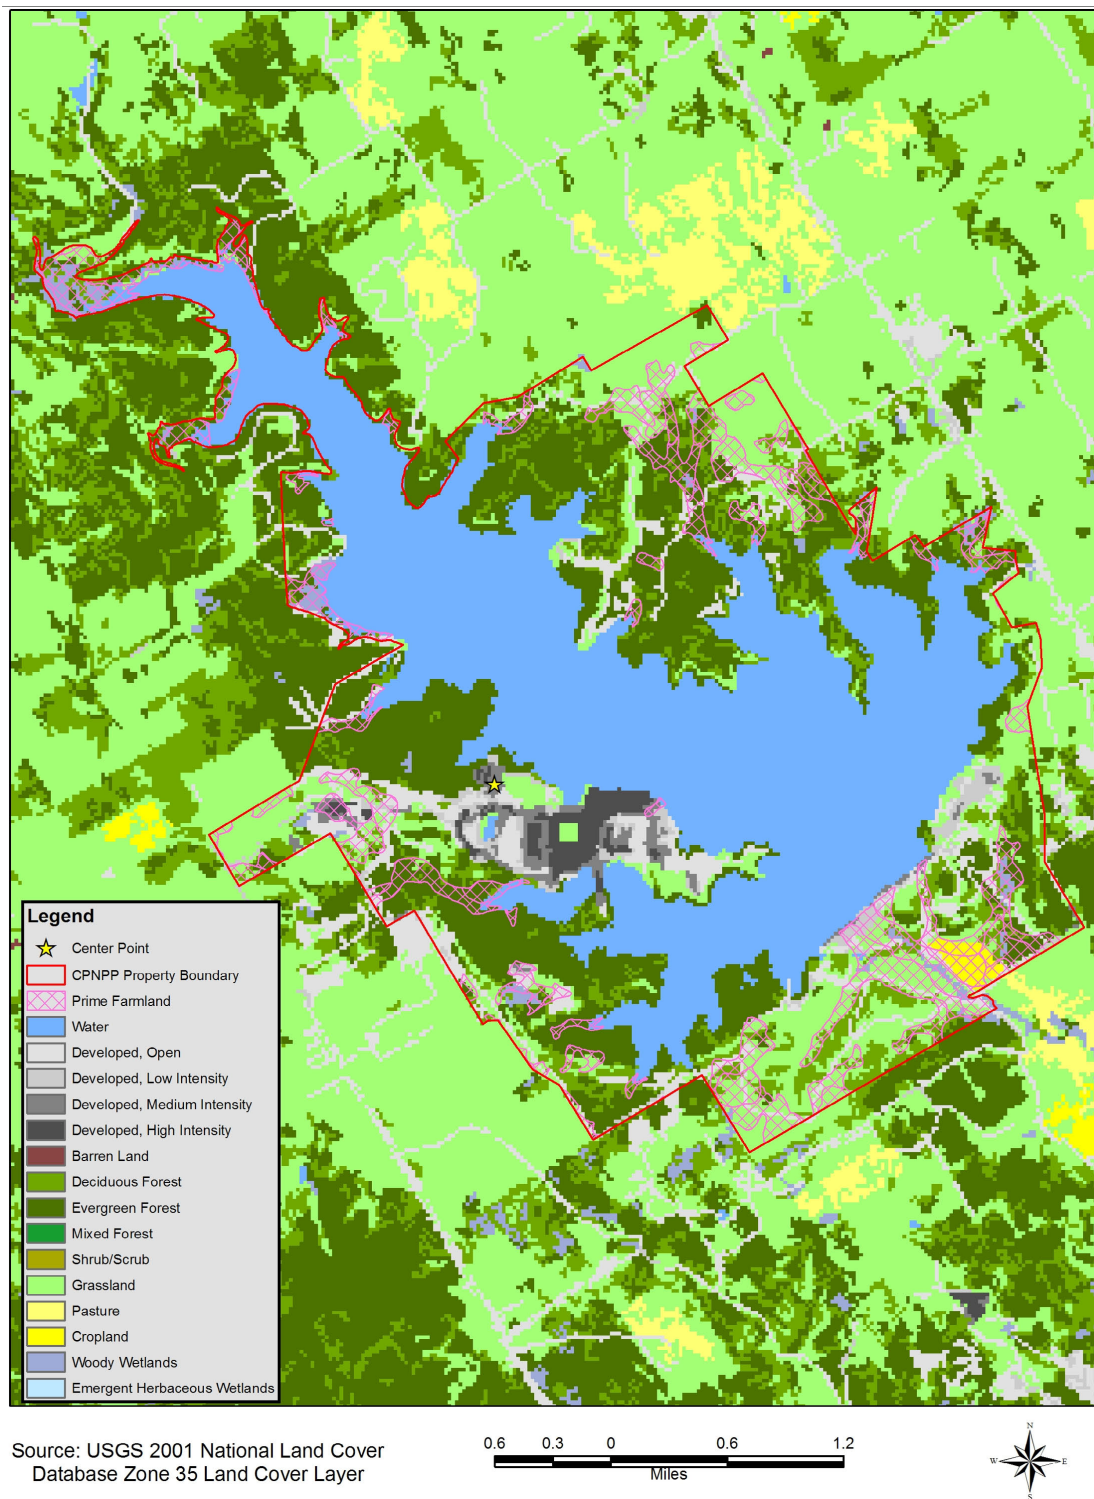 Legend
Center Point
CPNPP Property Boundary
Prime Farmland
Water
Developed, Open
Developed, Low Intensity
Developed, Medium Intensity
Developed, High Intensity
Barren Land
Deciduous Forest
Evergreen Forest
Mixed Forest
Shrub/Scrub
Grassland
Pasture
Cropland
Woody Wetlands
Emergent Herbaceous Wetlands
Source: USGS 2001 National Land Cover
Database Zone 35 Land Cover Layer
0.6 0.3 0 0.6 1.2
Miles
N
W E
S